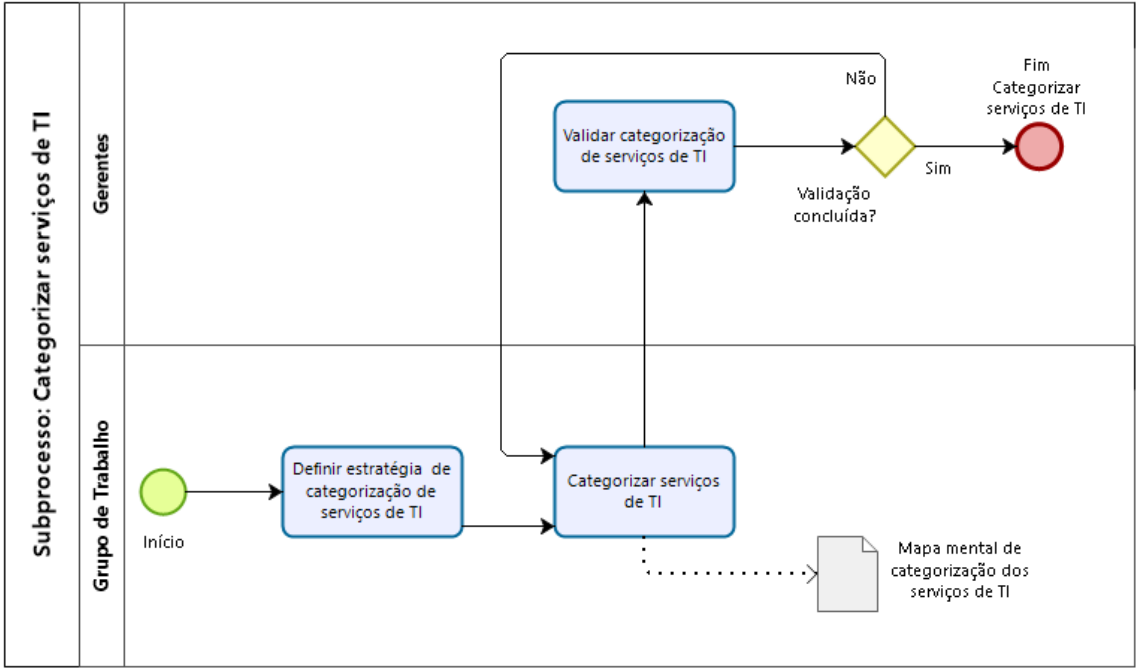 Subprocesso: Categorizar serviços de TI
Gerentes
Não
Fim
Categorizar
serviços de TI
Validar categorização
de serviços de TI
Sim
Validação
concluída?
Grupo de Trabalho
Início
Definir estratégia de
categorização de
serviços de TI
Categorizar serviços
de TI
Mapa mental de
categorização dos
serviços de TI